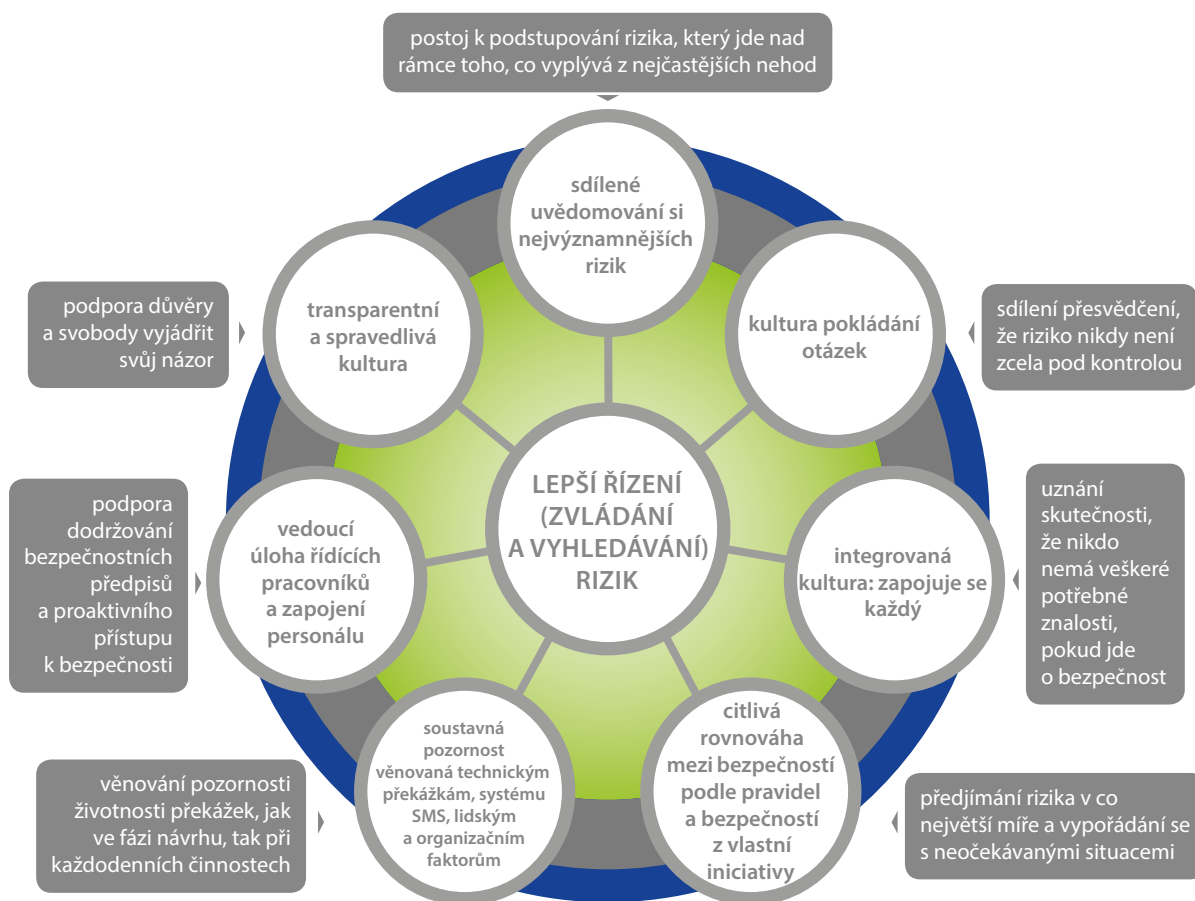 postoj k podstupování rizika, který jde nad
rámce toho, co vyplývá z nejčastějších nehod
sdílené
uvědomování si
nejvýznamnějších
rizik
transparentní
a spravedlivá
kultura
kultura pokládání
otázek
podpora důvěry
a svobody vyjádřit
svůj názor
sdílení přesvědčení,
že riziko nikdy není
zcela pod kontrolou
LEPŠÍ ŘÍZENÍ
(ZVLÁDÁNÍ
A VYHLEDÁVÁNÍ)
RIZIK
podpora
dodržování
bezpečnostních
předpisů
a proaktivního
přístupu
k bezpečnosti
vedoucí
úloha řídících
pracovníků
a zapojení
personálu
integrovaná
kultura: zapojuje se
každý
uznání
skutečnosti,
že nikdo
nemá veškeré
potřebné
znalosti,
pokud jde
o bezpečnost
soustavná
pozornost
věnovaná technickým
překážkám, systému
SMS, lidským
a organizačním
faktorům
citlivá
rovnováha
mezi bezpečností
podle pravidel
a bezpečností
z vlastní
iniciativy
věnování pozornosti
životnosti překážek, jak
ve fázi návrhu, tak při
každodenních činnostech
předjímání rizika v co
největší míře a vypořádání se
s neočekávanými situacemi